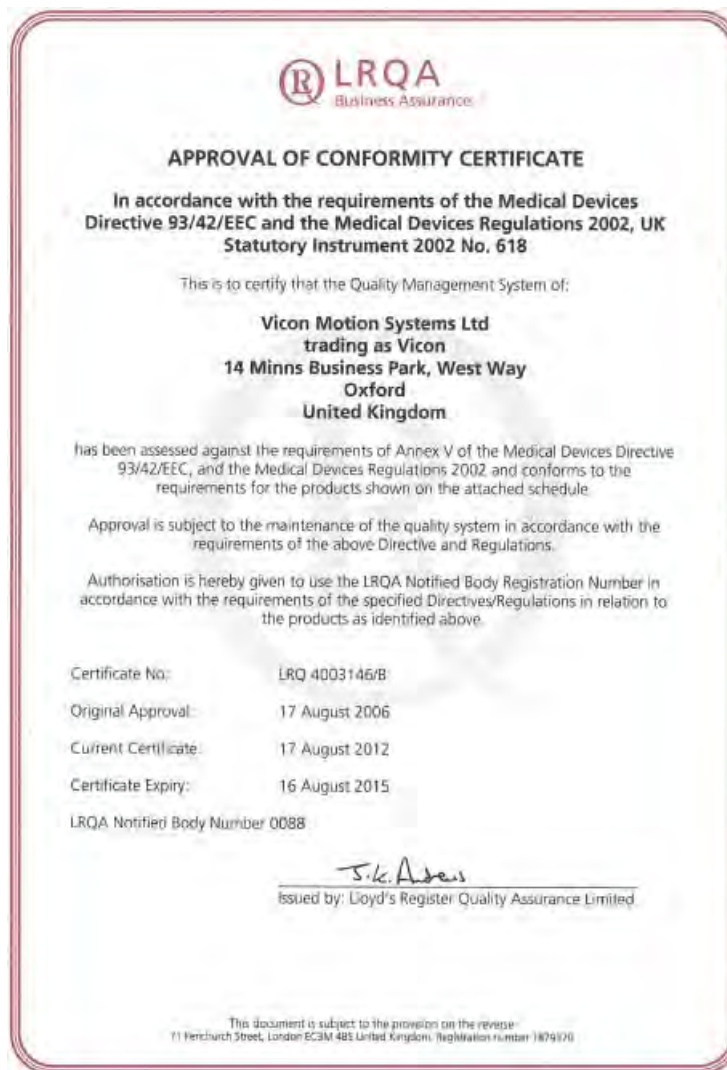 LRQA
Business Assurance
APPROVAL OF CONFORMITY CERTIFICATE
In accordance with the requirements of the Medical Devices
Directive 93/42/EEC and the Medical Devices Regulations 2002, UK
Statutory Instrument 2002 No. 618
This is to certify that the Quality Management System of:
Vicon Motion Systems Ltd
trading as Vicon
14 Minns Business Park, West Way
Oxford
United Kingdom
has been assessed against the requirements of Annex V of the Medical Devices Directive
93/42/EEC, and the Medical Devices Regulations 2002 and conforms to the
requirements for the products shown on the attached schedule.
Approval is subject to the maintenance of the quality system in accordance with the
requirements of the above Directive and Regulations.
Authorisation is hereby given to use the LRQA Notified Body Registration Number in
accordance with the requirements of the specified Directives/Regulations in relation to
the products as identified above.
Certificate No: LRQ 4003146/B
Original Approval: 17 August 2006
Current Certificate: 17 August 2012
Certificate Expiry: 16 August 2015
LRQA Notified Body Number 0088
Issued by: Lloyd's Register Quality Assurance Limited
This document is subject to the provision on the reverse
71 Fenchurch Street, London EC3M 4BS United Kingdom. Registration number 1879370